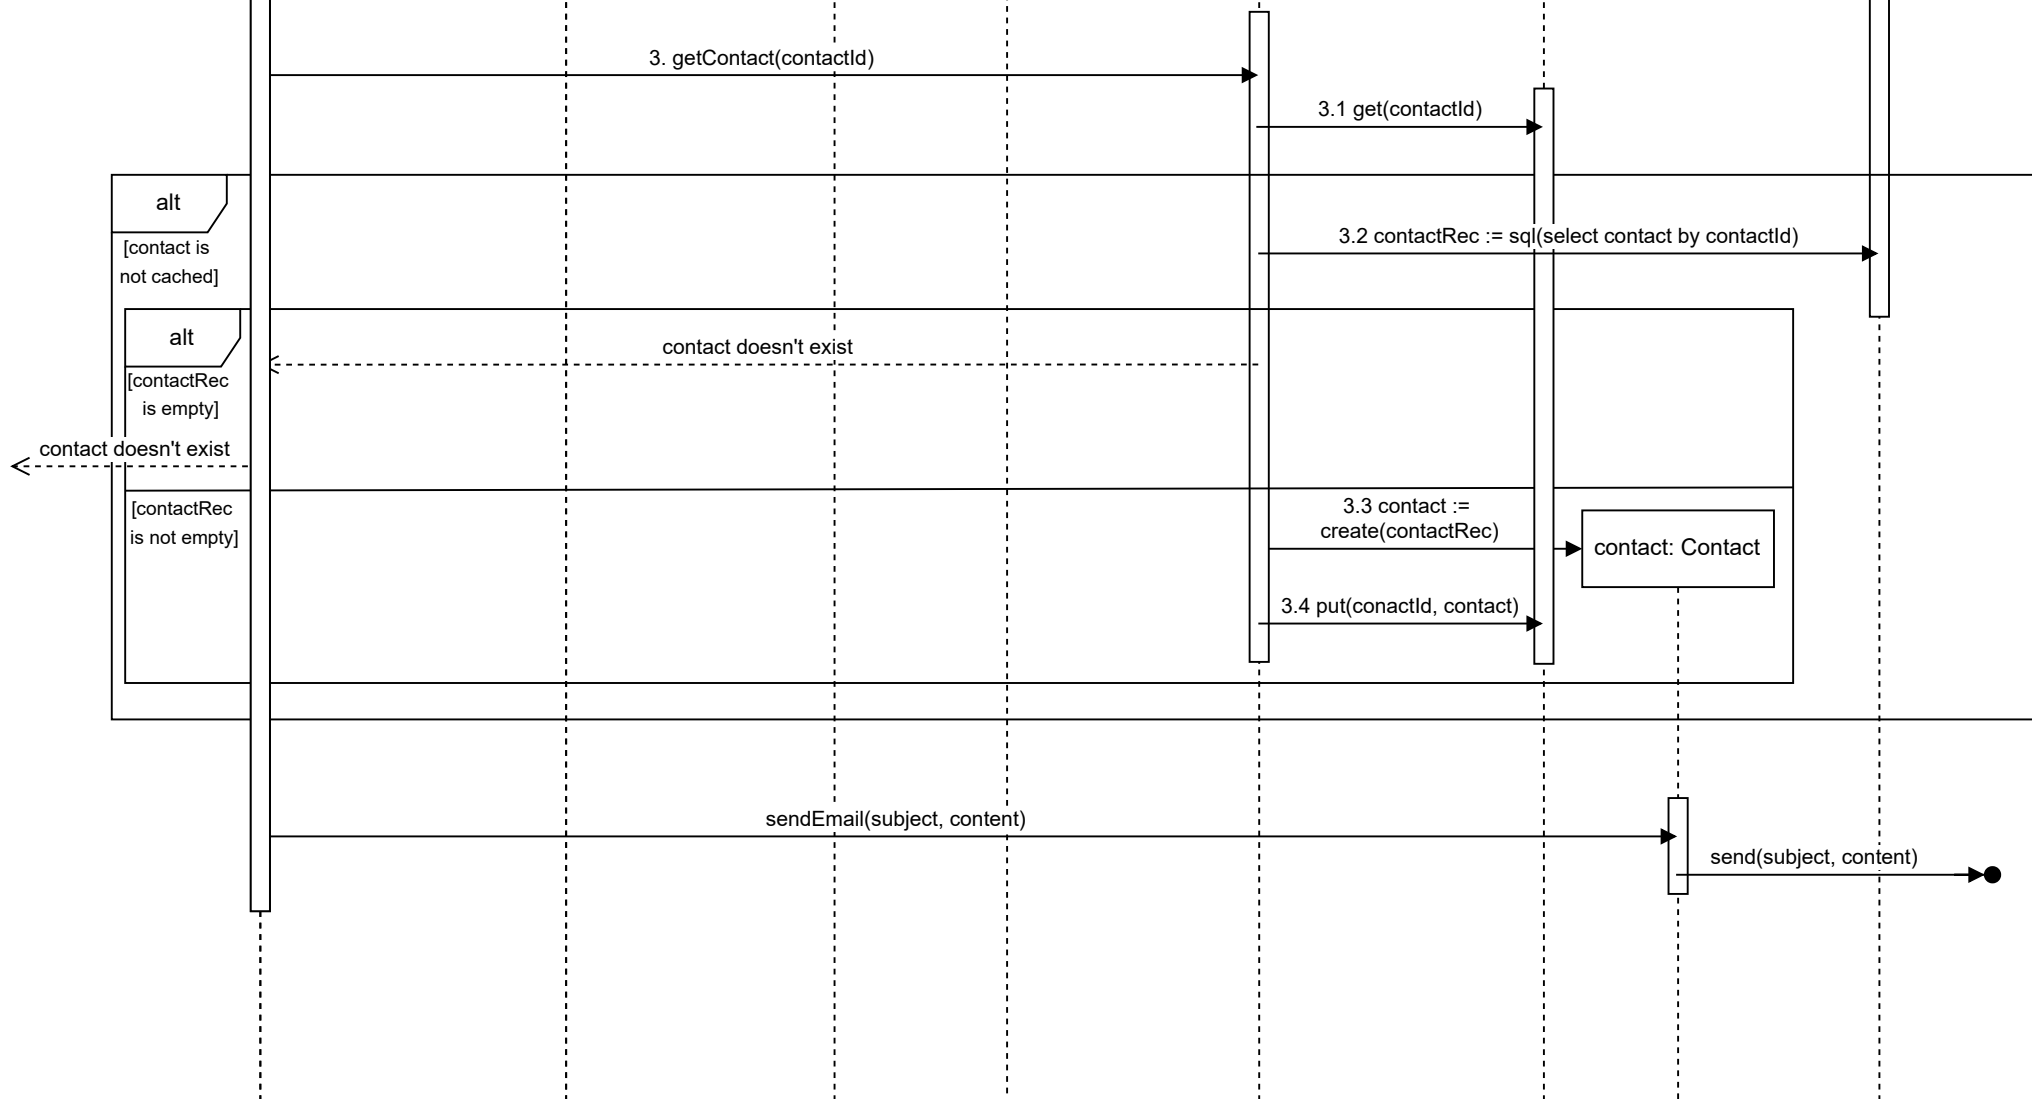 3. getContact(contactId)
3.1 get(contactId)
alt
[contact is
not cached]
3.2 contactRec := sql(select contact by contactId)
alt
contact doesn't exist
[contactRec
is empty]
contact doesn't exist
[contactRec
is not empty]
3.3 contact :=
create(contactRec)
contact: Contact
3.4 put(conactId, contact)
sendEmail(subject, content)
send(subject, content)